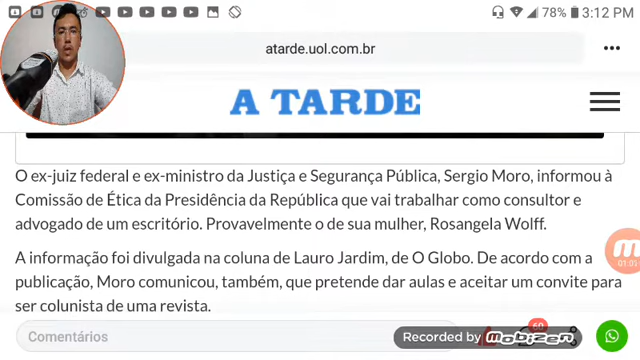 78% 3:12 PM
atarde.uol.com.br
A TARDE
O ex-juiz federal e ex-ministro da Justiça e Segurança Pública, Sergio Moro, informou à
Comissão de Ética da Presidência da República que vai trabalhar como consultor e
advogado de um escritório. Provavelmente o de sua mulher, Rosangela Wolff.
A informação foi divulgada na coluna de Lauro Jardim, de O Globo. De acordo com a
publicação, Moro comunicou, também, que pretende dar aulas e aceitar um convite para
ser colunista de uma revista.
Comentários
60
Recorded by mobizen